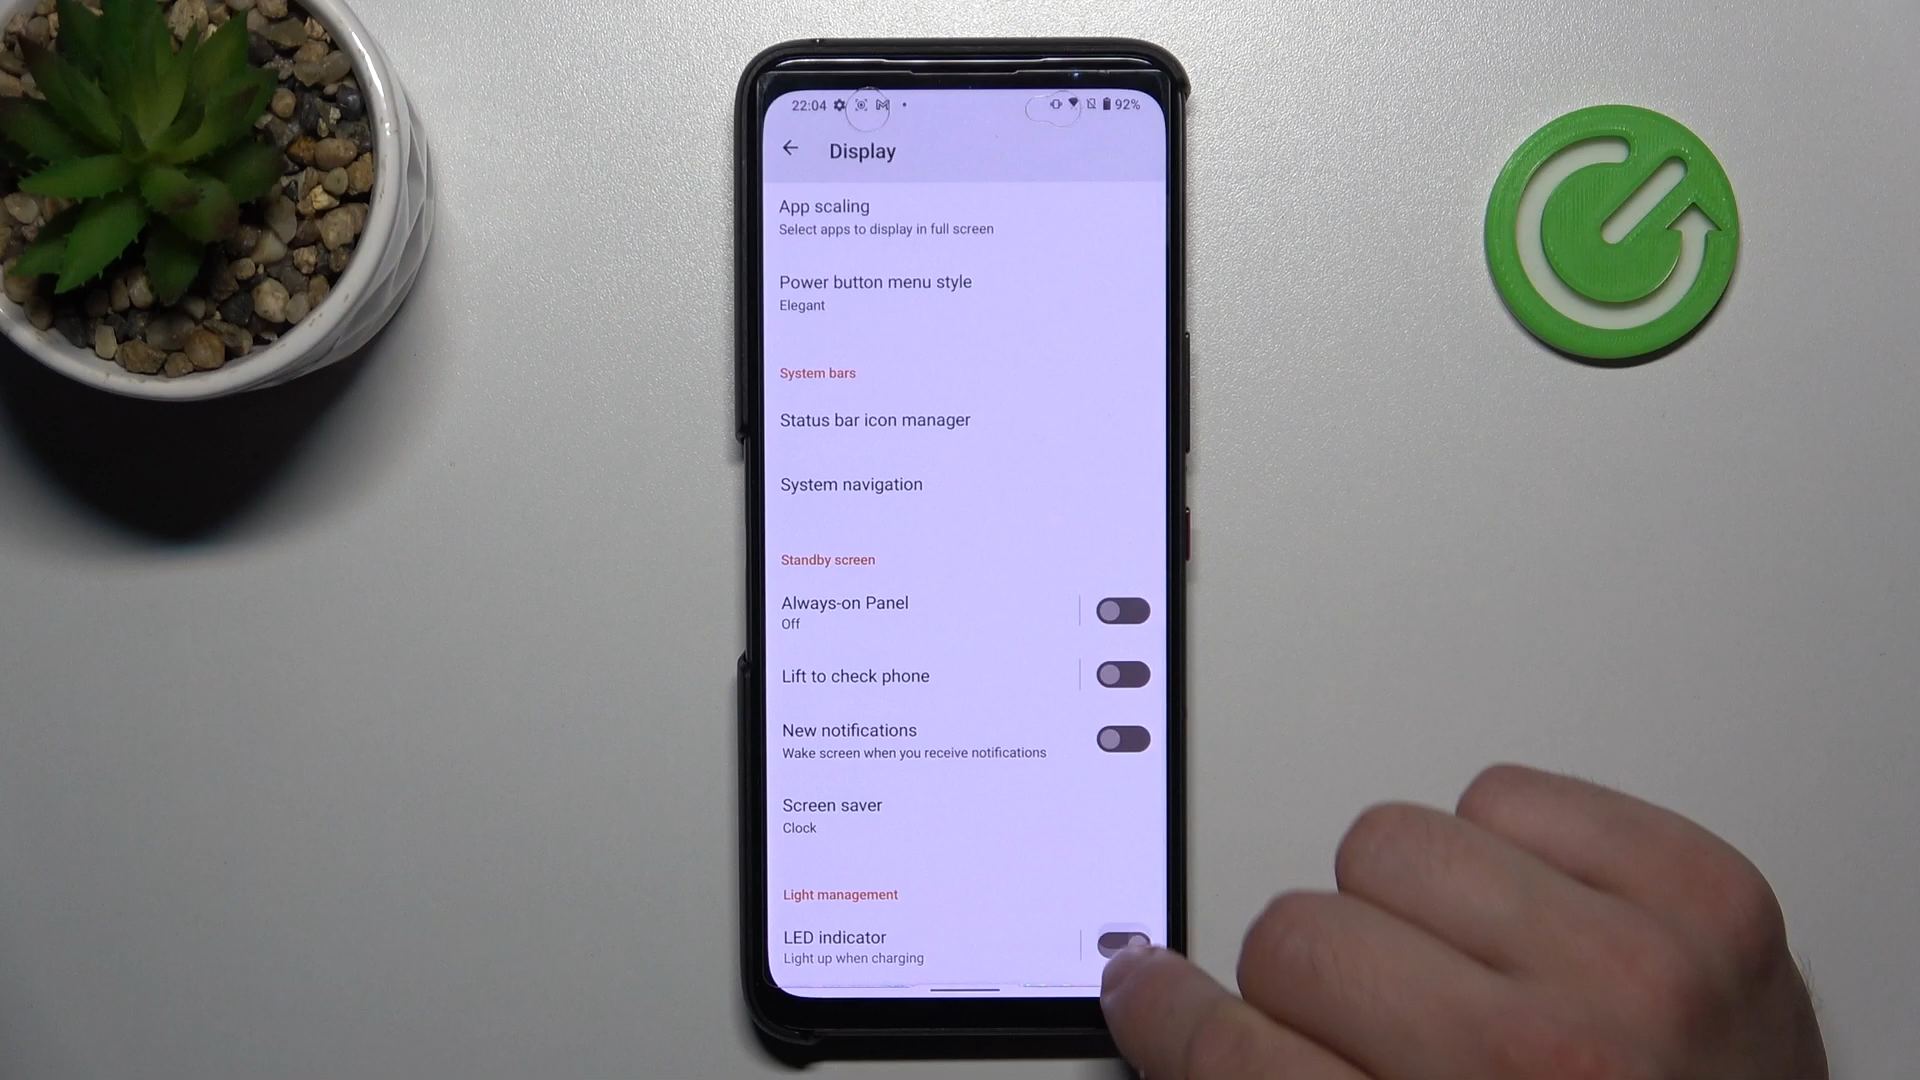 22:04 92%
Display
App scaling
Select apps to display in full screen
Power button menu style
Elegant
System bars
Status bar icon manager
System navigation
Standby screen
Always-on Panel
Off
Lift to check phone
New notifications
Wake screen when you receive notifications
Screen saver
Clock
Light management
LED indicator
Light up when charging